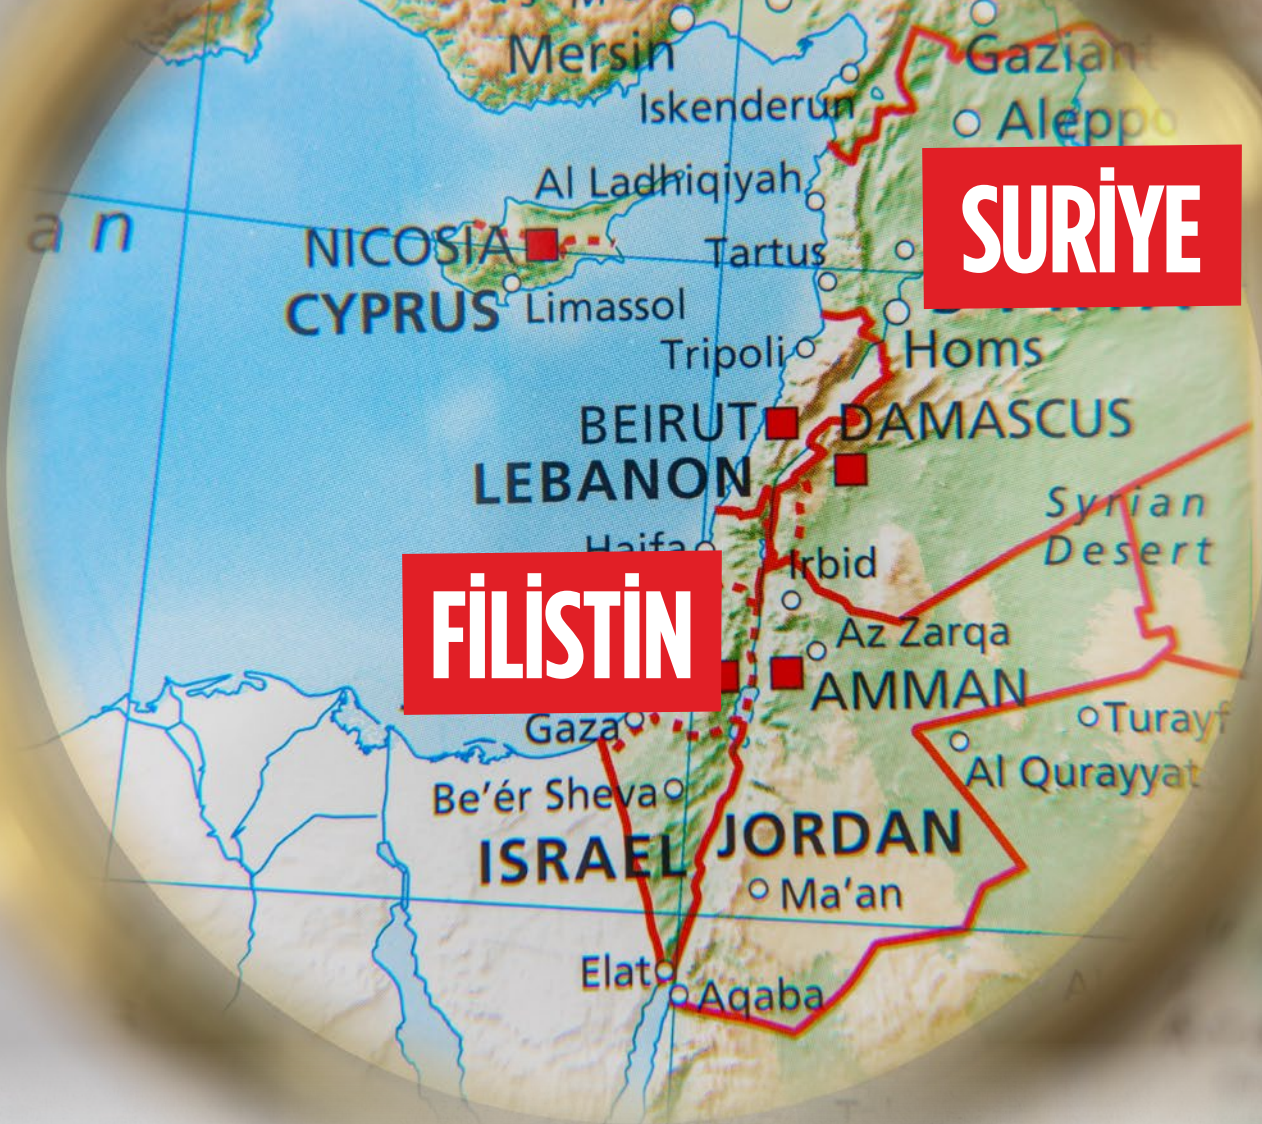 Mersin
Gaziant
Iskenderun
Aleppo
SURİYE
Al Ladhiqiyah
a n
NICOSIA
Tartus
CYPRUS
Limassol
Tripoli
Homs
BEIRUT
DAMASCUS
LEBANON
Syrian
Desert
Haifa
Irbid
FİLİSTİN
Az Zarqa
AMMAN
Turayf
Gaza
Al Qurayyat
Be'ér Sheva
JORDAN
ISRAEL
Ma'an
Elat
Aqaba